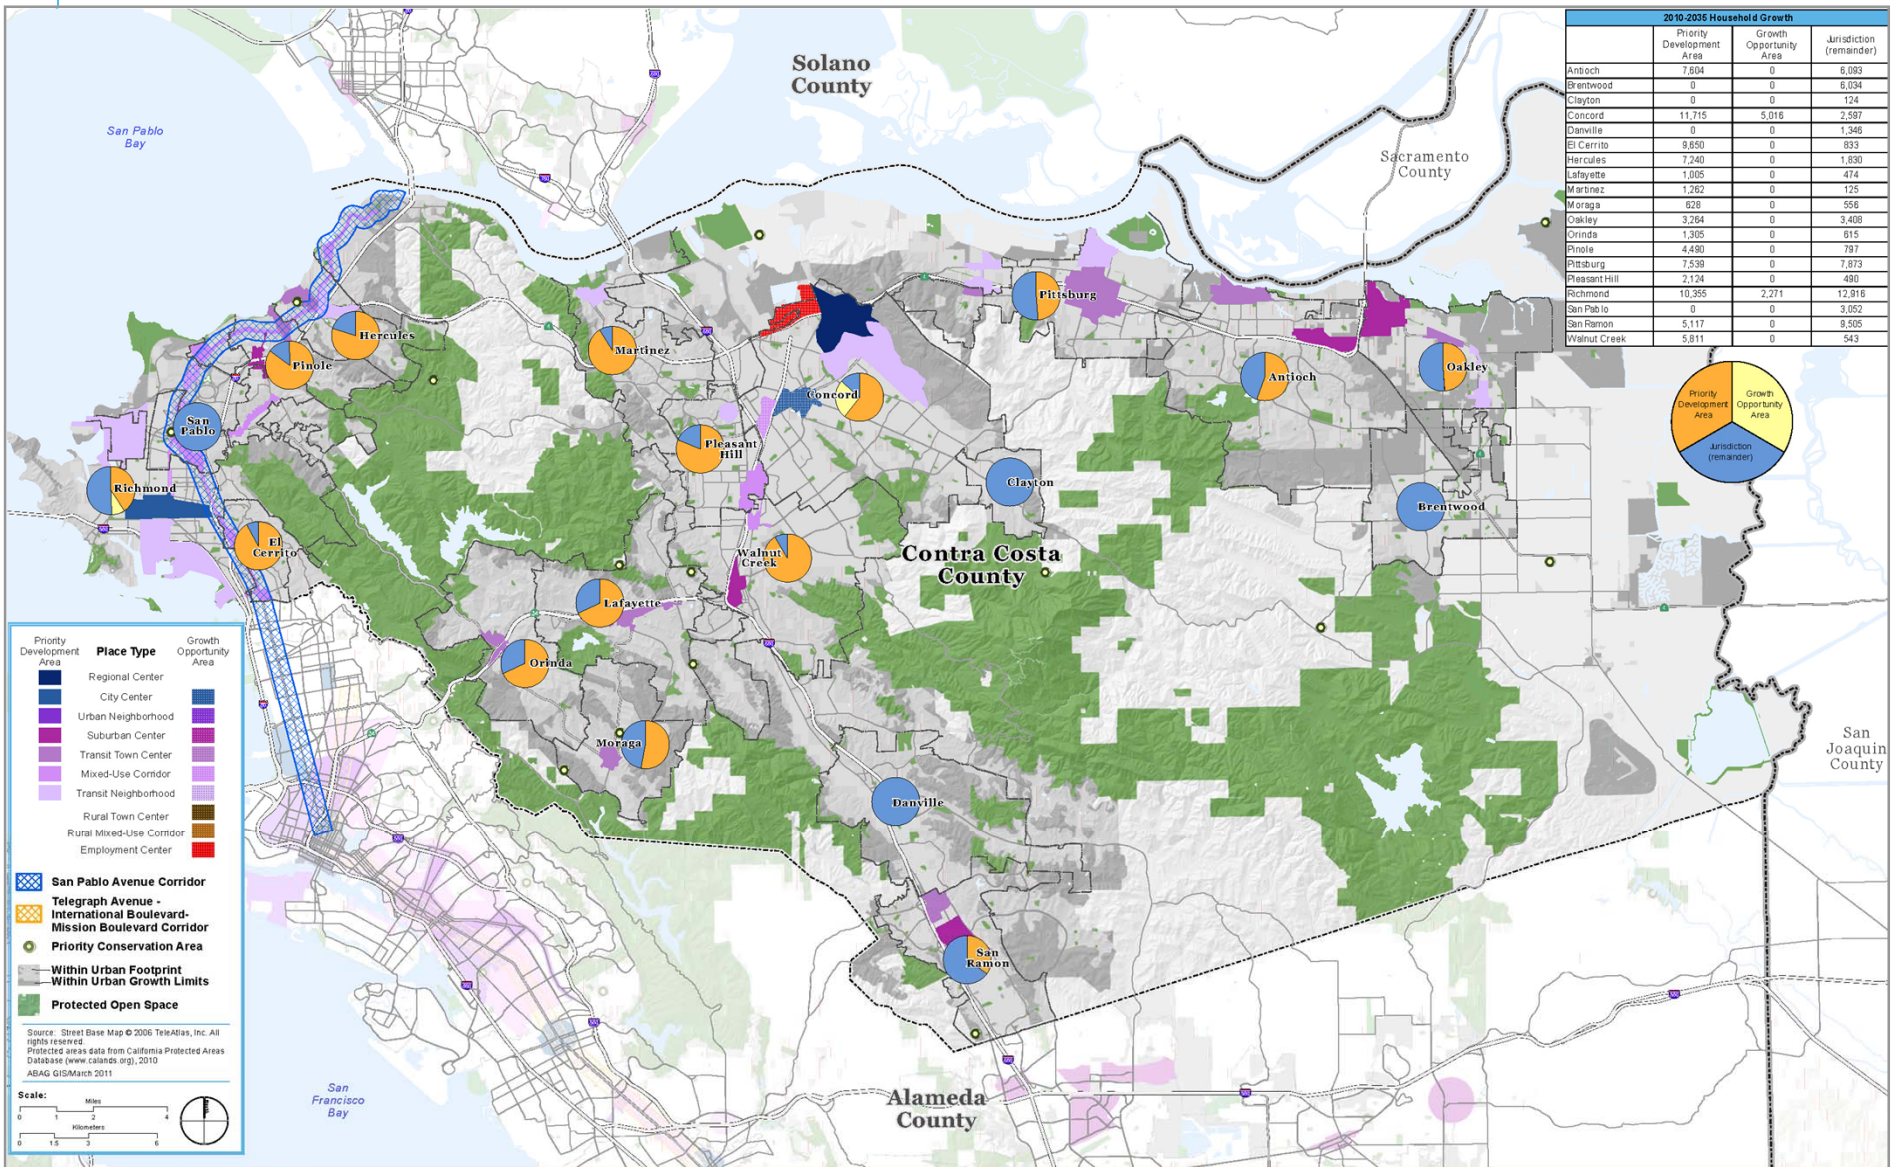 2010-2035 Household Growth
Priority Development Area
Growth Opportunity Area
Jurisdiction (remainder)
Antioch 7,604 0 6,093
Brentwood 0 0 6,034
Clayton 0 0 124
Concord 11,715 5,016 2,597
Danville 0 0 1,346
El Cerrito 9,650 0 833
Hercules 7,240 0 1,830
Lafayette 1,005 0 474
Martinez 1,262 0 125
Moraga 628 0 556
Oakley 3,264 0 3,408
Orinda 1,305 0 615
Pinole 4,490 0 797
Pittsburg 7,539 0 7,873
Pleasant Hill 2,124 0 490
Richmond 10,355 2,271 12,916
San Pablo 0 0 3,052
San Ramon 5,117 0 9,505
Walnut Creek 5,811 0 543
Priority
Development
Area
Growth
Opportunity
Area
Jurisdiction
(remainder)
Solano
County
San Pablo
Bay
Sacramento
County
Pittsburg
Hercules
Martinez
Pinole
Oakley
Antioch
Concord
San
Pablo
Pleasant
Hill
Clayton
Richmond
Brentwood
El
Cerrito
Walnut
Creek
Contra Costa
County
Lafayette
Orinda
Moraga
San
Joaquin
County
Danville
San
Ramon
Alameda
County
San
Francisco
Bay
Priority
Development
Area
Place Type
Growth
Opportunity
Area
Regional Center
City Center
Urban Neighborhood
Suburban Center
Transit Town Center
Mixed-Use Corridor
Transit Neighborhood
Rural Town Center
Rural Mixed-Use Corridor
Employment Center
San Pablo Avenue Corridor
Telegraph Avenue -
International Boulevard-
Mission Boulevard Corridor
Priority Conservation Area
Within Urban Footprint
Within Urban Growth Limits
Protected Open Space
Source: Street Base Map © 2006 TeleAtlas, Inc. All
rights reserved.
Protected areas data from California Protected Areas
Database (www.calands.org), 2010
ABAG GIS/March 2011
Scale:
Miles
0 1 2 4
Kilometers
0 1.5 3 6